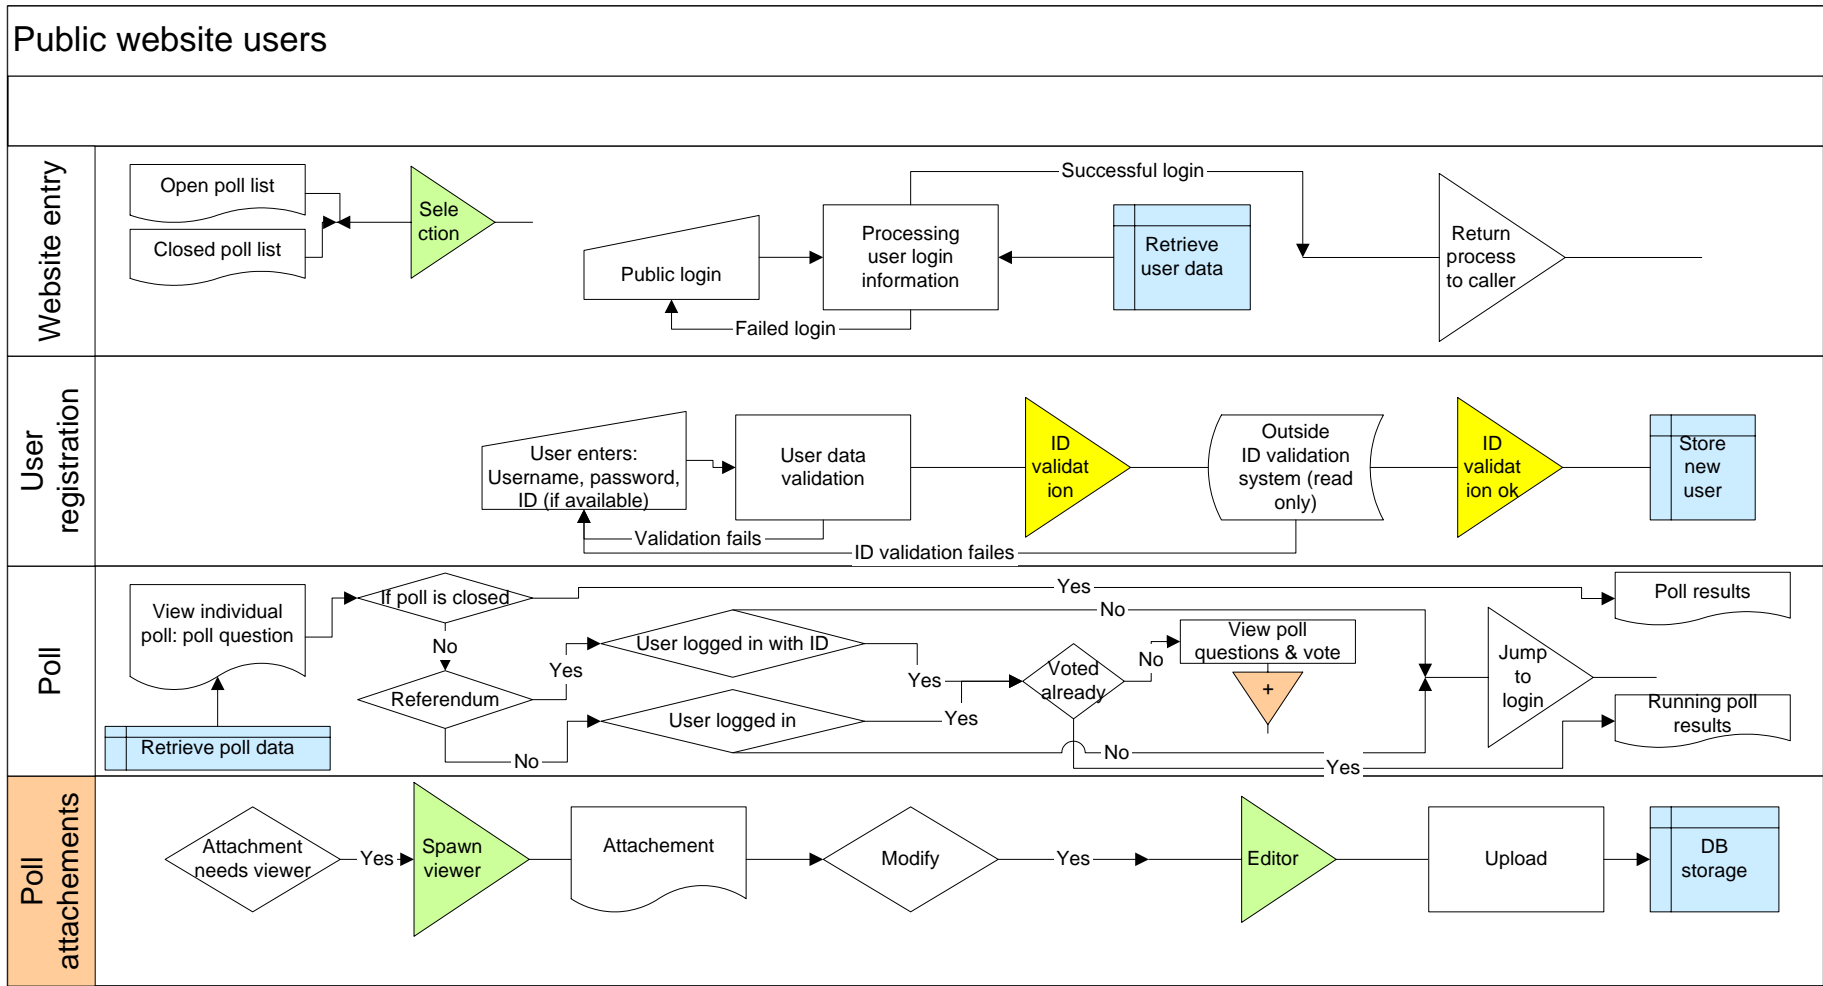 Public website users
Website entry
Open poll list
Closed poll list
Sele
ction
Public login
Processing
user login
information
Successful login
Failed login
Retrieve
user data
Return
process
to caller
User
registration
User enters:
Username, password,
ID (if available)
User data
validation
Validation fails
ID
validat
ion
Outside
ID validation
system (read
only)
ID validation failes
ID
validat
ion ok
Store
new
user
Poll
View individual
poll: poll question
Retrieve poll data
If poll is closed
Yes
No
Referendum
Yes
No
User logged in with ID
User logged in
No
Yes
Yes
No
Voted
already
No
Yes
View poll
questions & vote
+
Jump
to
login
Poll results
Running poll
results
Poll
attachements
Attachment
needs viewer
Yes
Spawn
viewer
Attachement
Modify
Yes
Editor
Upload
DB
storage